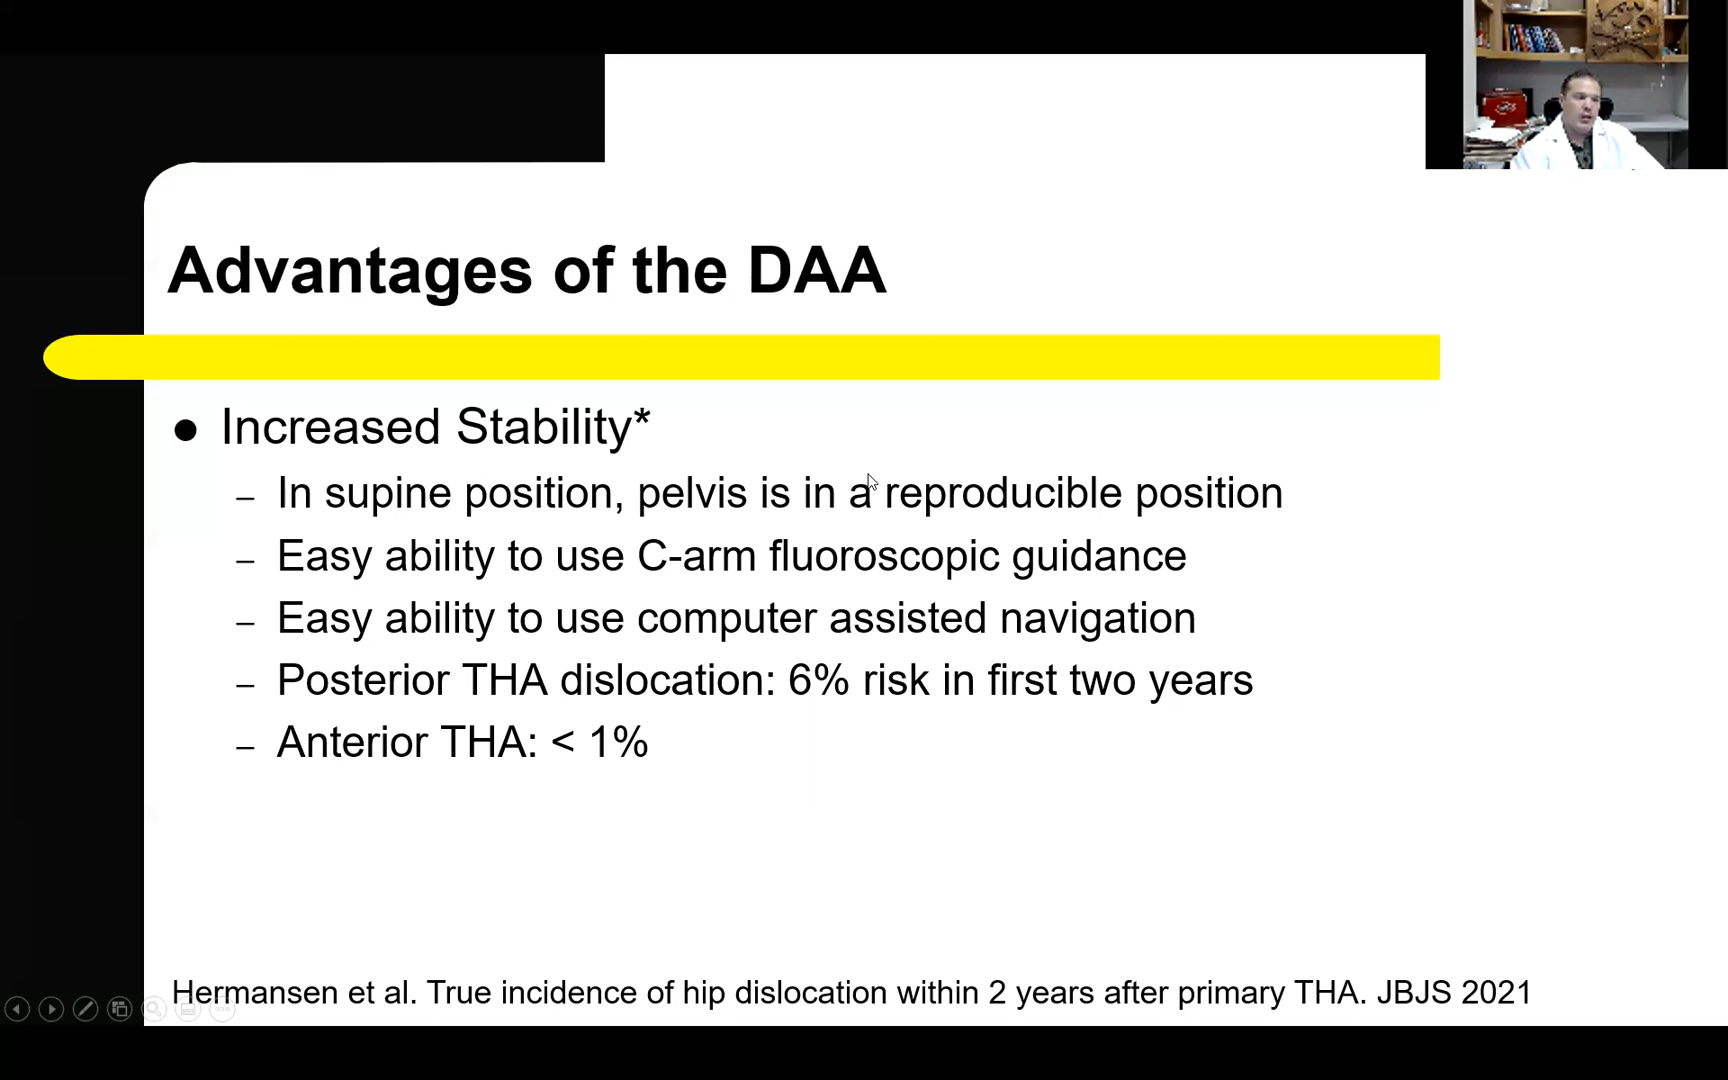 Advantages of the DAA
Increased Stability*
– In supine position, pelvis is in a reproducible position
– Easy ability to use C-arm fluoroscopic guidance
– Easy ability to use computer assisted navigation
– Posterior THA dislocation: 6% risk in first two years
– Anterior THA: < 1%
Hermansen et al. True incidence of hip dislocation within 2 years after primary THA. JBJS 2021